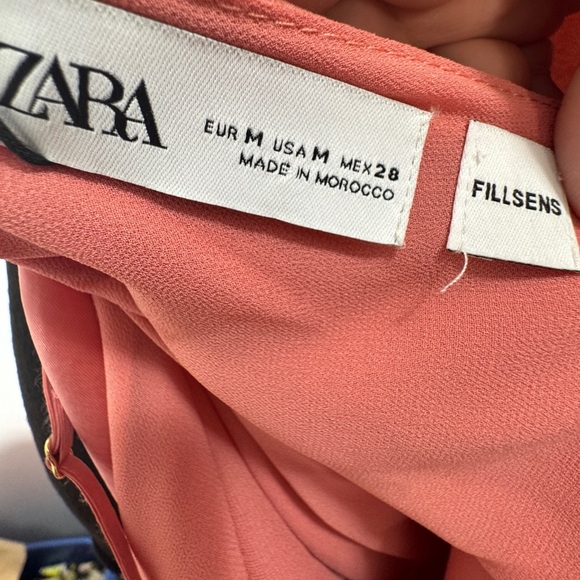 ZARA
EUR M USA M MEX 28
MADE IN MOROCCO
FILLSENS